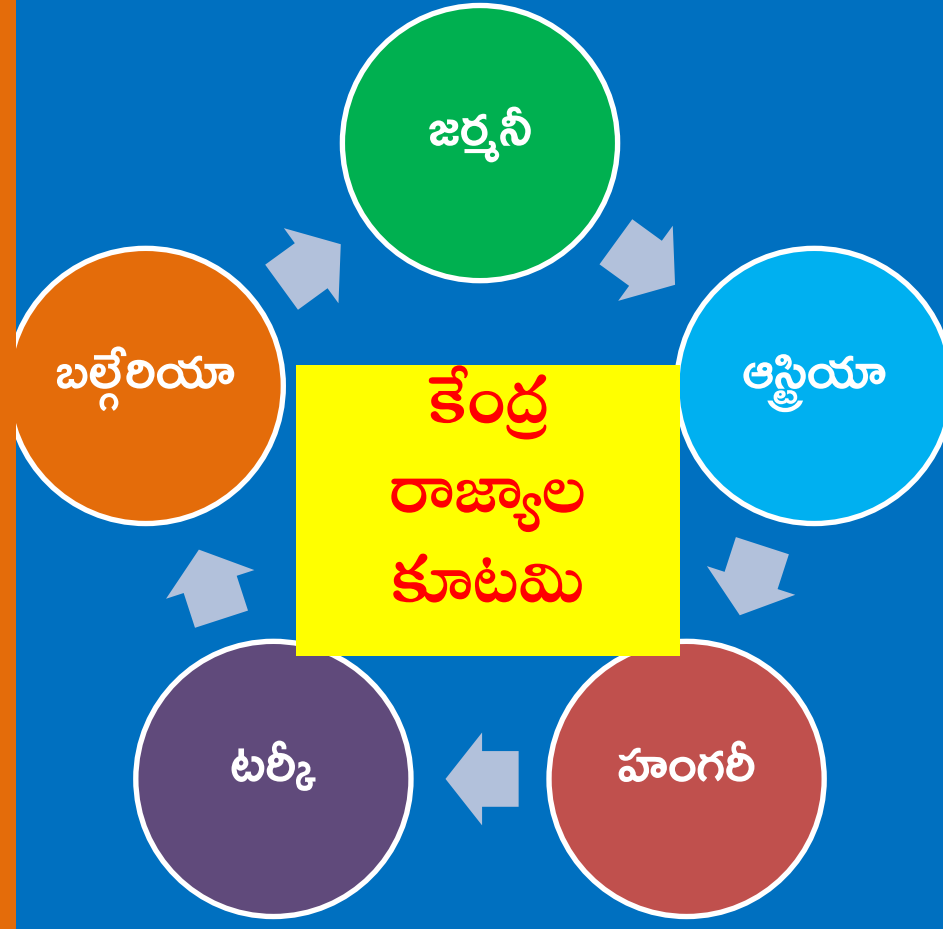 జర్మనీ
బల్గేరియా
ఆస్ట్రియా
కేంద్ర
రాజ్యాల
కూటమి
టర్కీ
హంగరీ